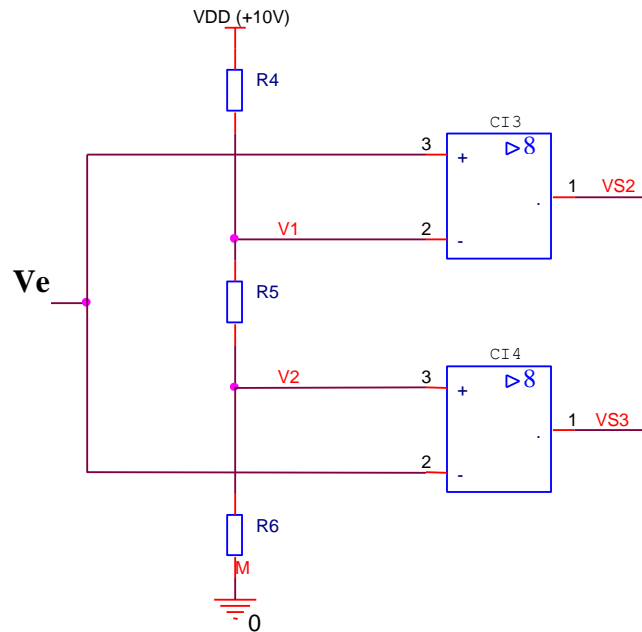 VDD (+10V)
R4
CI3
3
+
▷8
1
VS2
V1
2
-
Ve
R5
CI4
V2
3
+
▷8
1
VS3
2
-
R6
M
0